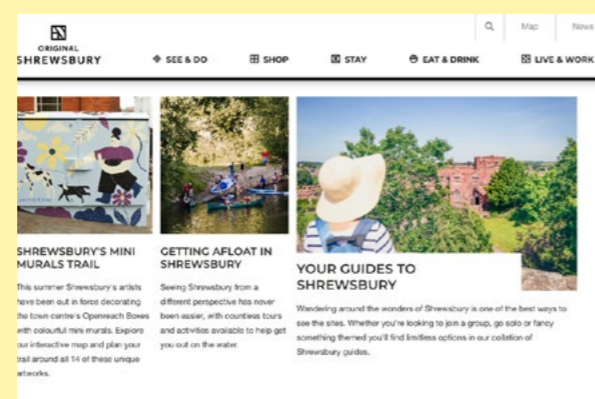 Map
News
ORIGINAL
SHREWSBURY
SEE & DO
SHOP
STAY
EAT & DRINK
LIVE & WORK
SHREWSBURY'S MINI
MURALS TRAIL
This summer Shrewsbury's artists
have been out in force decorating
the town centre's Openreach Boxes
with colourful mini murals. Explore
our interactive map and plan your
trail around all 14 of these unique
artworks.
GETTING AFLOAT IN
SHREWSBURY
Seeing Shrewsbury from a
different perspective has never
been easier, with countless tours
and activities available to help get
you out on the water.
YOUR GUIDES TO
SHREWSBURY
Wandering around the wonders of Shrewsbury is one of the best ways to
see the sites. Whether you're looking to join a group, go solo or fancy
something themed you'll find limitless options in our collation of
Shrewsbury guides.